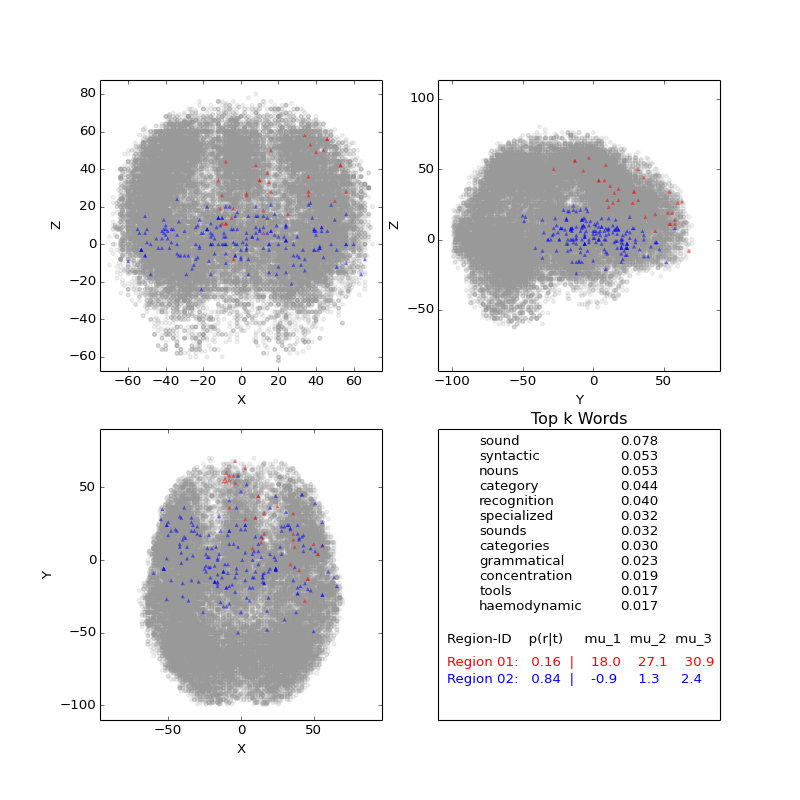 80
60
40
20
0
−20
−40
−60
Z
−60 −40 −20 0 20 40 60
X
100
50
0
−50
Z
−100 −50 0 50
Y
50
0
−50
−100
Y
−50 0 50
X
Top k Words
sound 0.078
syntactic 0.053
nouns 0.053
category 0.044
recognition 0.040
specialized 0.032
sounds 0.032
categories 0.030
grammatical 0.023
concentration 0.019
tools 0.017
haemodynamic 0.017
Region-ID p(r|t) mu_1 mu_2 mu_3
Region 01: 0.16 | 18.0 27.1 30.9
Region 02: 0.84 | -0.9 1.3 2.4